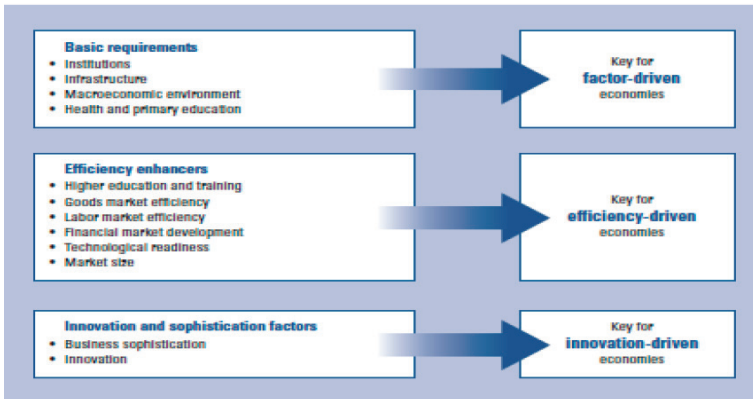 Basic requirements
• Institutions
• Infrastructure
• Macroeconomic environment
• Health and primary education
Key for
factor-driven
economies
Efficiency enhancers
• Higher education and training
• Goods market efficiency
• Labor market efficiency
• Financial market development
• Technological readiness
• Market size
Key for
efficiency-driven
economies
Innovation and sophistication factors
• Business sophistication
• Innovation
Key for
innovation-driven
economies